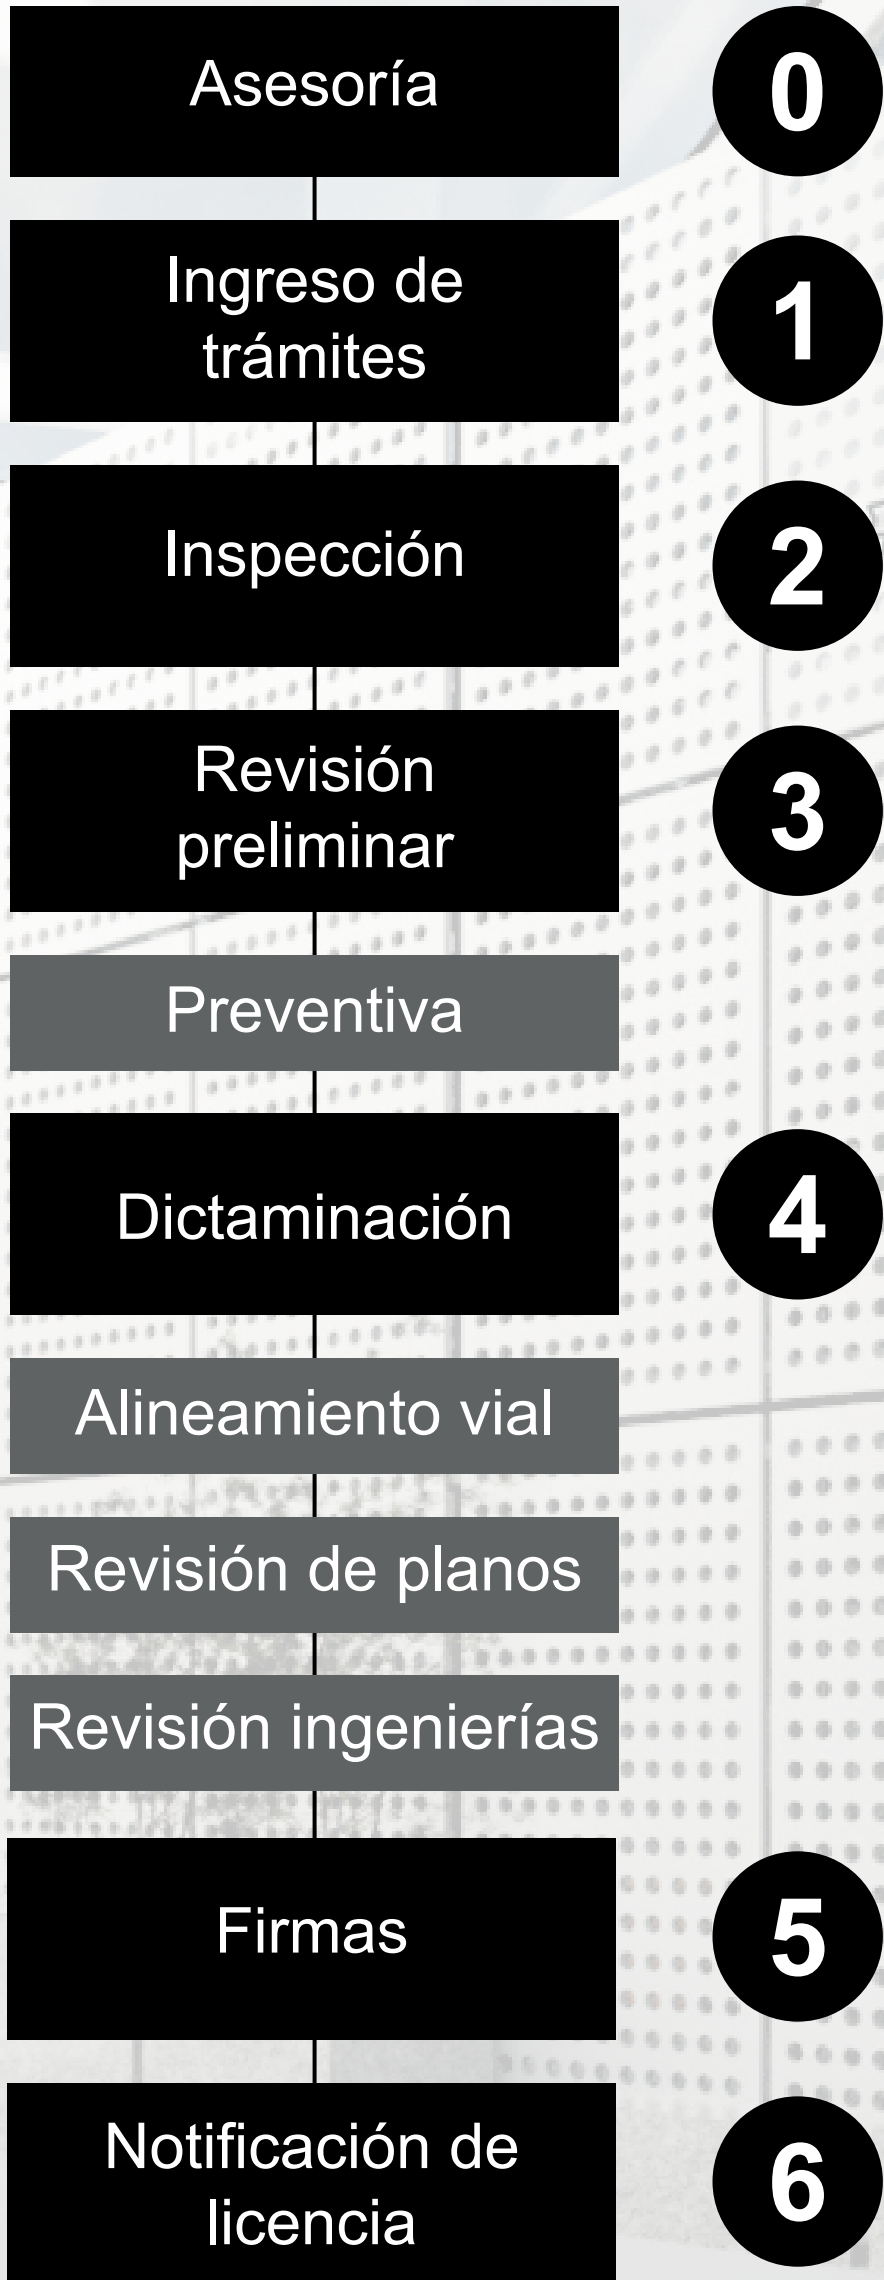 Asesoría
0
Ingreso de
trámites
1
Inspección
2
Revisión
preliminar
3
Preventiva
Dictaminación
4
Alineamiento vial
Revisión de planos
Revisión ingenierías
Firmas
5
Notificación de
licencia
6